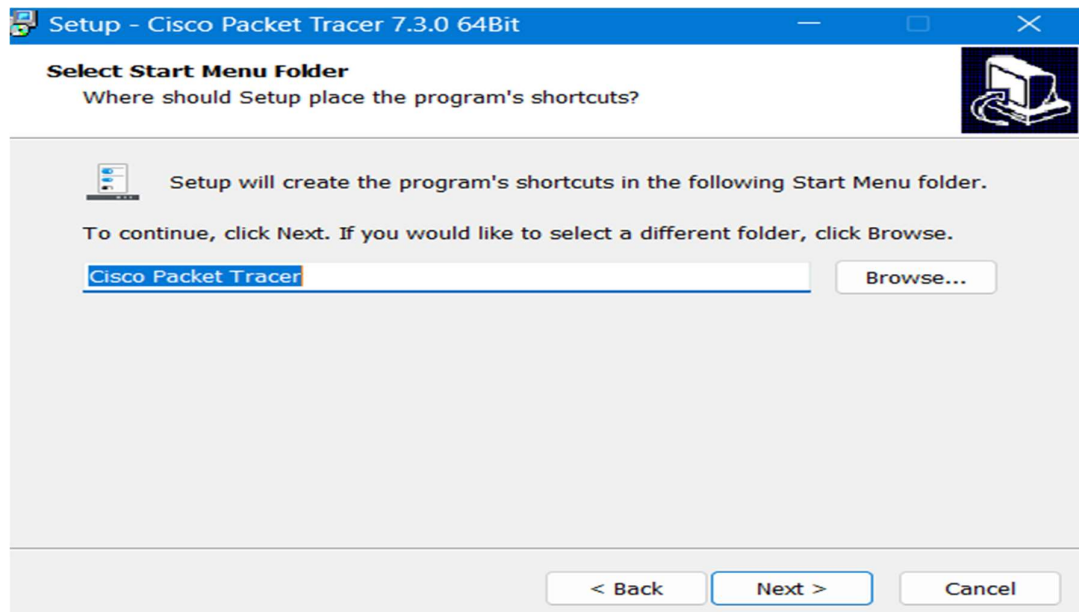 Setup - Cisco Packet Tracer 7.3.0 64Bit
Select Start Menu Folder
Where should Setup place the program's shortcuts?
Setup will create the program's shortcuts in the following Start Menu folder.
To continue, click Next. If you would like to select a different folder, click Browse.
Cisco Packet Tracer
Browse...
< Back
Next >
Cancel